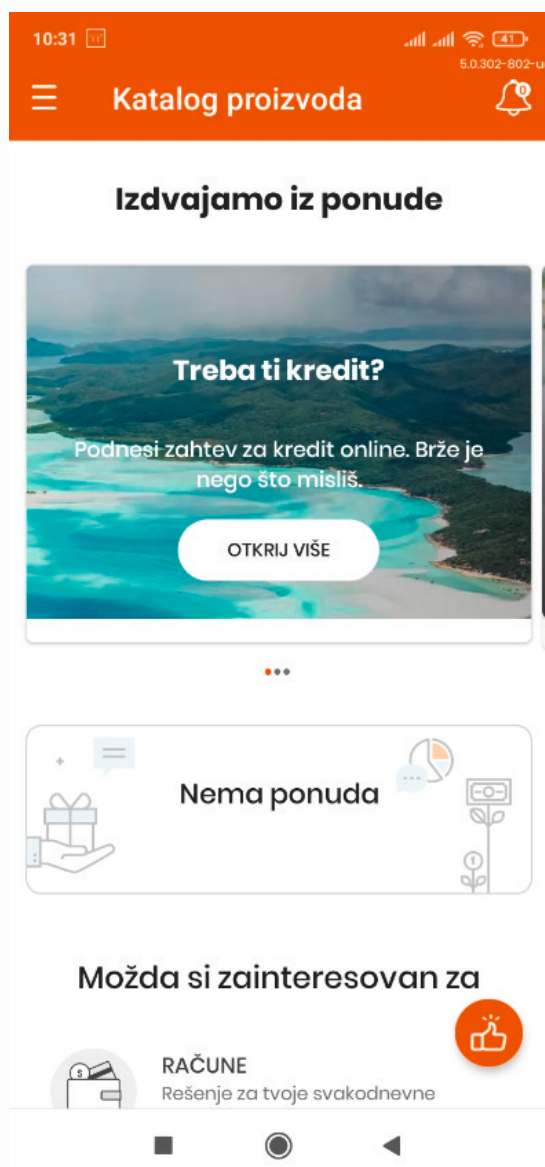 10:31
41
5.0.302-802-u
Katalog proizvoda
0
Izdvajamo iz ponude
Treba ti kredit?
Podnesi zahtev za kredit online. Brže je
nego što misliš.
OTKRIJ VIŠE
Nema ponuda
1
Možda si zainteresovan za
$
RAČUNE
Rešenje za tvoje svakodnevne